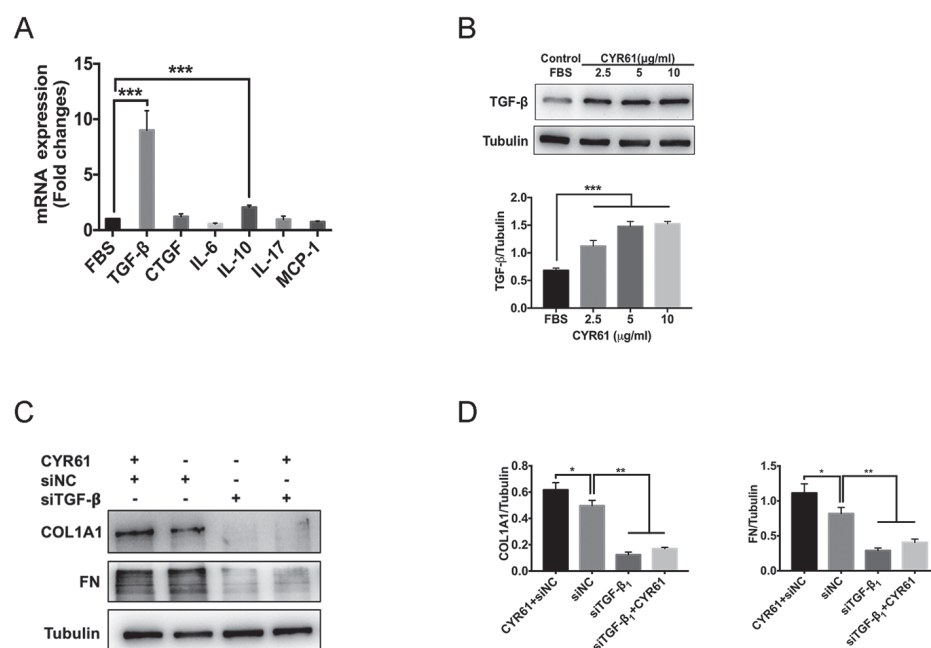 A
mRNA expression
(Fold changes)
15
10
5
0
***
***
FBS
TGF-β
CTGF
IL-6
IL-10
IL-17
MCP-1
B
Control CYR61(μg/ml)
FBS 2.5 5 10
TGF-β
Tubulin
TGF-β/Tubulin
2.0
1.5
1.0
0.5
0.0
***
FBS 2.5 5 10
CYR61 (μg/ml)
C
CYR61 + - - +
siNC + + - -
siTGF-β - - + +
COL1A1
FN
Tubulin
D
COL1A1/Tubulin
0.8
0.6
0.4
0.2
0.0
* **
CYR61+siNC
siNC
siTGF-β₁
siTGF-β₁+CYR61
FN/Tubulin
1.5
1.0
0.5
0.0
* **
CYR61+siNC
siNC
siTGF-β₁
siTGF-β₁+CYR61